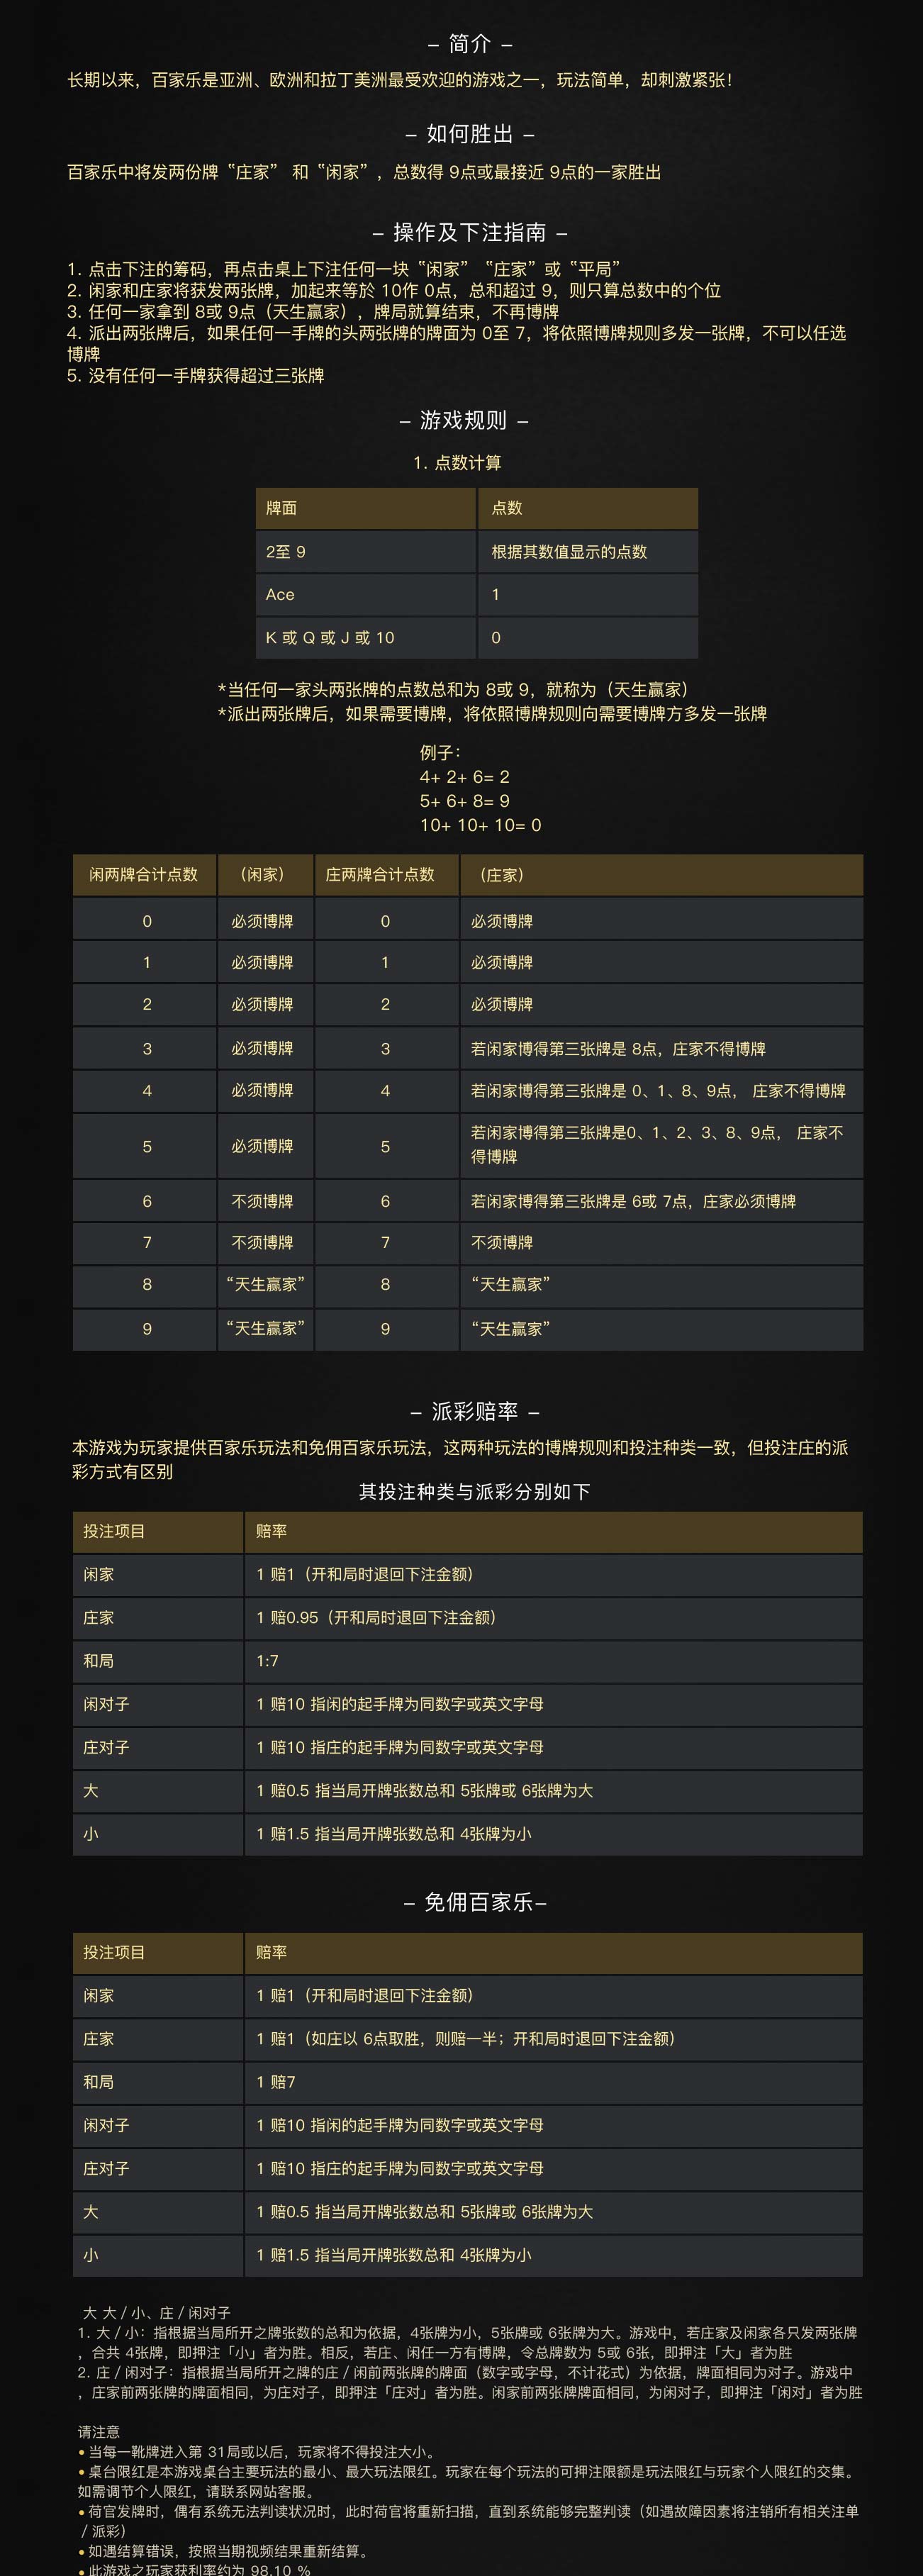 – 简介 –
长期以来，百家乐是亚洲、欧洲和拉丁美洲最受欢迎的游戏之一，玩法简单，却刺激紧张！
– 如何胜出 –
百家乐中将发两份牌〝庄家” 和〝闲家”，总数得 9点或最接近 9点的一家胜出
– 操作及下注指南 –
1. 点击下注的筹码，再点击桌上下注任何一块〝闲家” 〝庄家”或〝平局”
2. 闲家和庄家将获发两张牌，加起来等於 10作 0点，总和超过 9，则只算总数中的个位
3. 任何一家拿到 8或 9点（天生赢家），牌局就算结束，不再博牌
4. 派出两张牌后，如果任何一手牌的头两张牌的牌面为 0至 7，将依照博牌规则多发一张牌，不可以任选
博牌
5. 没有任何一手牌获得超过三张牌
– 游戏规则 –
1. 点数计算
牌面 点数
2至 9 根据其数值显示的点数
Ace 1
K 或 Q 或 J 或 10 0
*当任何一家头两张牌的点数总和为 8或 9，就称为（天生赢家）
*派出两张牌后，如果需要博牌，将依照博牌规则向需要博牌方多发一张牌
例子：
4+ 2+ 6= 2
5+ 6+ 8= 9
10+ 10+ 10= 0
闲两牌合计点数 （闲家） 庄两牌合计点数 （庄家）
0 必须博牌 0 必须博牌
1 必须博牌 1 必须博牌
2 必须博牌 2 必须博牌
3 必须博牌 3 若闲家博得第三张牌是 8点，庄家不得博牌
4 必须博牌 4 若闲家博得第三张牌是 0、1、8、9点， 庄家不得博牌
5 必须博牌 5 若闲家博得第三张牌是0、1、2、3、8、9点， 庄家不
得博牌
6 不须博牌 6 若闲家博得第三张牌是 6或 7点，庄家必须博牌
7 不须博牌 7 不须博牌
8 “天生赢家” 8 “天生赢家”
9 “天生赢家” 9 “天生赢家”
– 派彩赔率 –
本游戏为玩家提供百家乐玩法和免佣百家乐玩法，这两种玩法的博牌规则和投注种类一致，但投注庄的派
彩方式有区别
其投注种类与派彩分别如下
投注项目 赔率
闲家 1 赔1（开和局时退回下注金额）
庄家 1 赔0.95（开和局时退回下注金额）
和局 1:7
闲对子 1 赔10 指闲的起手牌为同数字或英文字母
庄对子 1 赔10 指庄的起手牌为同数字或英文字母
大 1 赔0.5 指当局开牌张数总和 5张牌或 6张牌为大
小 1 赔1.5 指当局开牌张数总和 4张牌为小
– 免佣百家乐–
投注项目 赔率
闲家 1 赔1（开和局时退回下注金额）
庄家 1 赔1（如庄以 6点取胜，则赔一半；开和局时退回下注金额）
和局 1 赔7
闲对子 1 赔10 指闲的起手牌为同数字或英文字母
庄对子 1 赔10 指庄的起手牌为同数字或英文字母
大 1 赔0.5 指当局开牌张数总和 5张牌或 6张牌为大
小 1 赔1.5 指当局开牌张数总和 4张牌为小
大 大 / 小、庄 / 闲对子
1. 大 / 小：指根据当局所开之牌张数的总和为依据，4张牌为小，5张牌或 6张牌为大。游戏中，若庄家及闲家各只发两张牌
，合共 4张牌，即押注「小」者为胜。相反，若庄、闲任一方有博牌，令总牌数为 5或 6张，即押注「大」者为胜
2. 庄 / 闲对子：指根据当局所开之牌的庄 / 闲前两张牌的牌面（数字或字母，不计花式）为依据，牌面相同为对子。游戏中
，庄家前两张牌的牌面相同，为庄对子，即押注「庄对」者为胜。闲家前两张牌牌面相同，为闲对子，即押注「闲对」者为胜
请注意
• 当每一靴牌进入第 31局或以后，玩家将不得投注大小。
• 桌台限红是本游戏桌台主要玩法的最小、最大玩法限红。玩家在每个玩法的可押注限额是玩法限红与玩家个人限红的交集。
如需调节个人限红，请联系网站客服。
• 荷官发牌时，偶有系统无法判读状况时，此时荷官将重新扫描，直到系统能够完整判读（如遇故障因素将注销所有相关注单
/ 派彩）
• 如遇结算错误，按照当期视频结果重新结算。
• 此游戏之玩家获利率约为 98.10 %